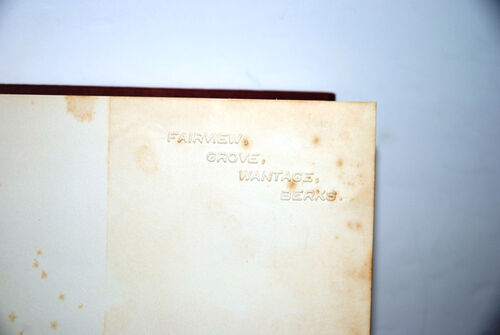 FAIRVIEW,
GROVE,
WANTAGE,
BERKS.